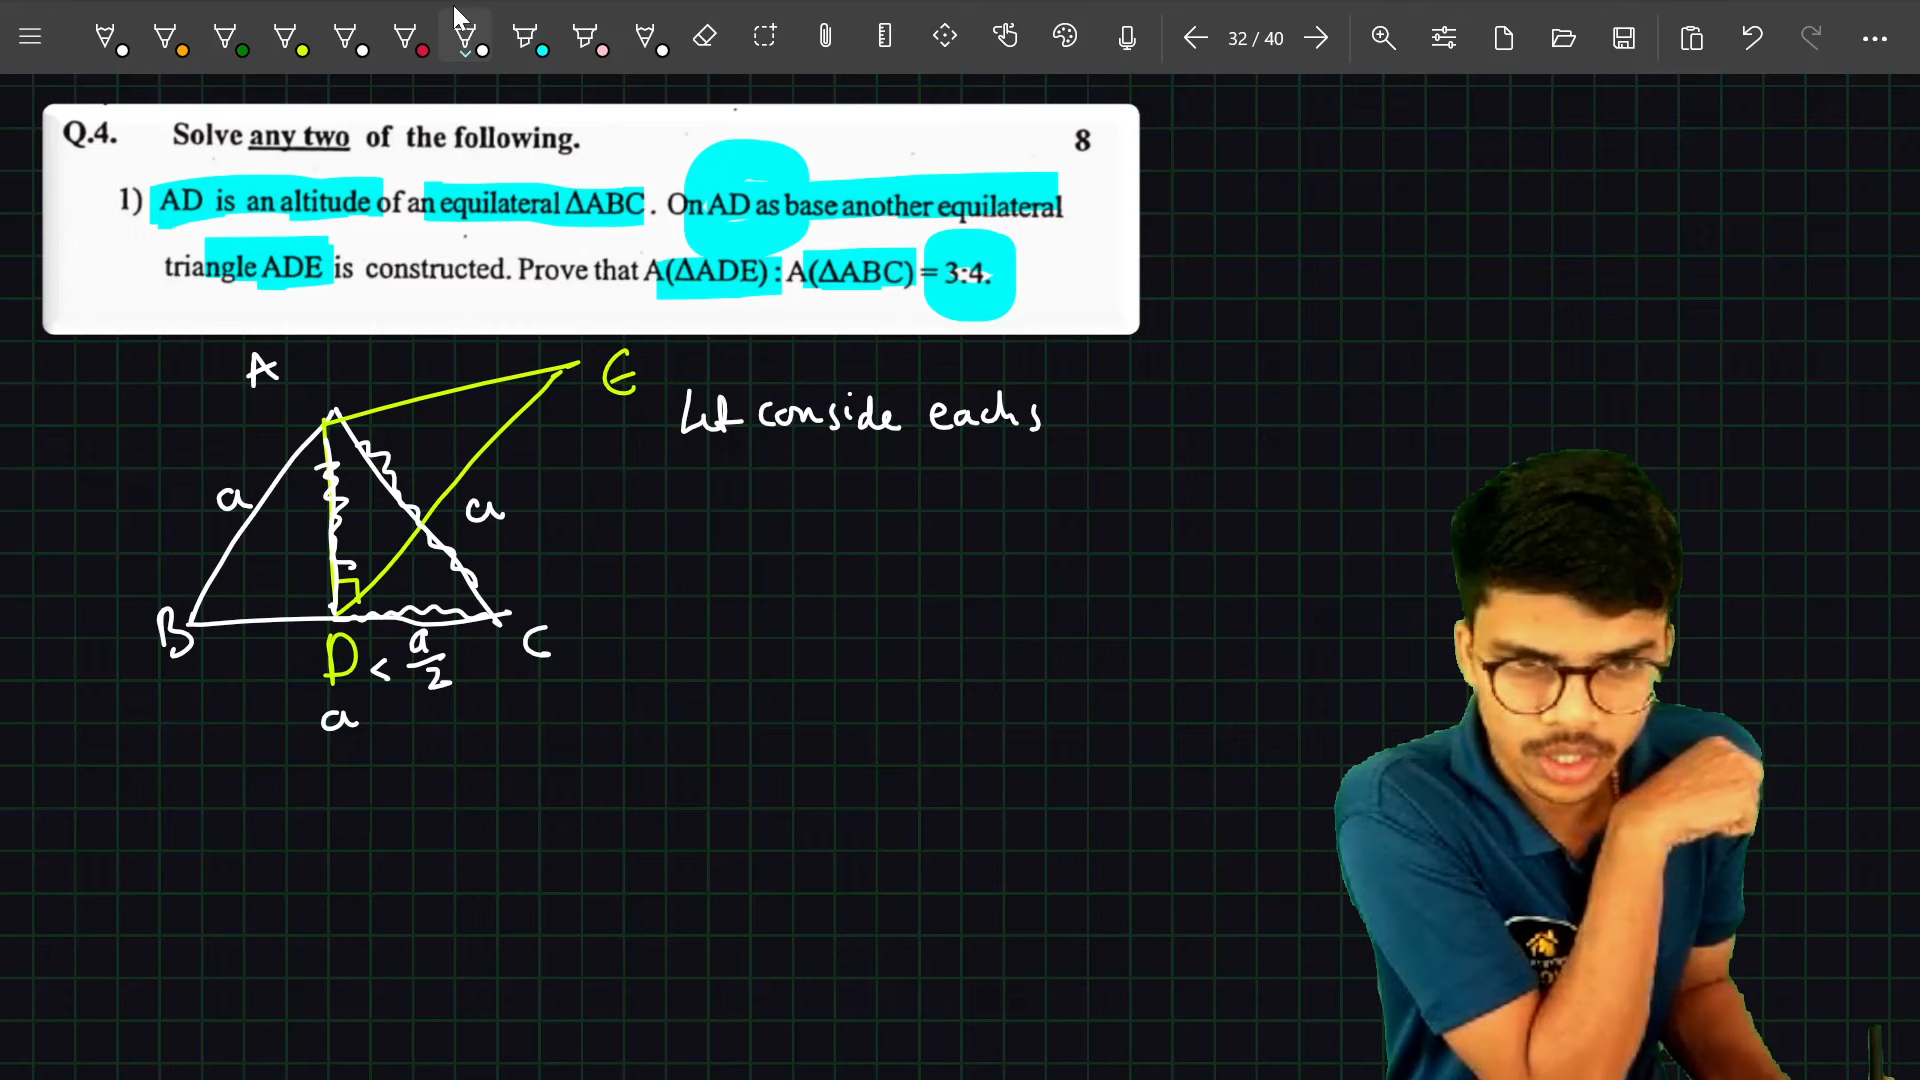 32 / 40
Q.4. Solve any two of the following. 8
1) AD is an altitude of an equilateral ΔABC . On AD as base another equilateral
triangle ADE is constructed. Prove that A(ΔADE) : A(ΔABC) = 3:4.
A
E
Let conside each s
a
a
B
D
< a/2
C
a